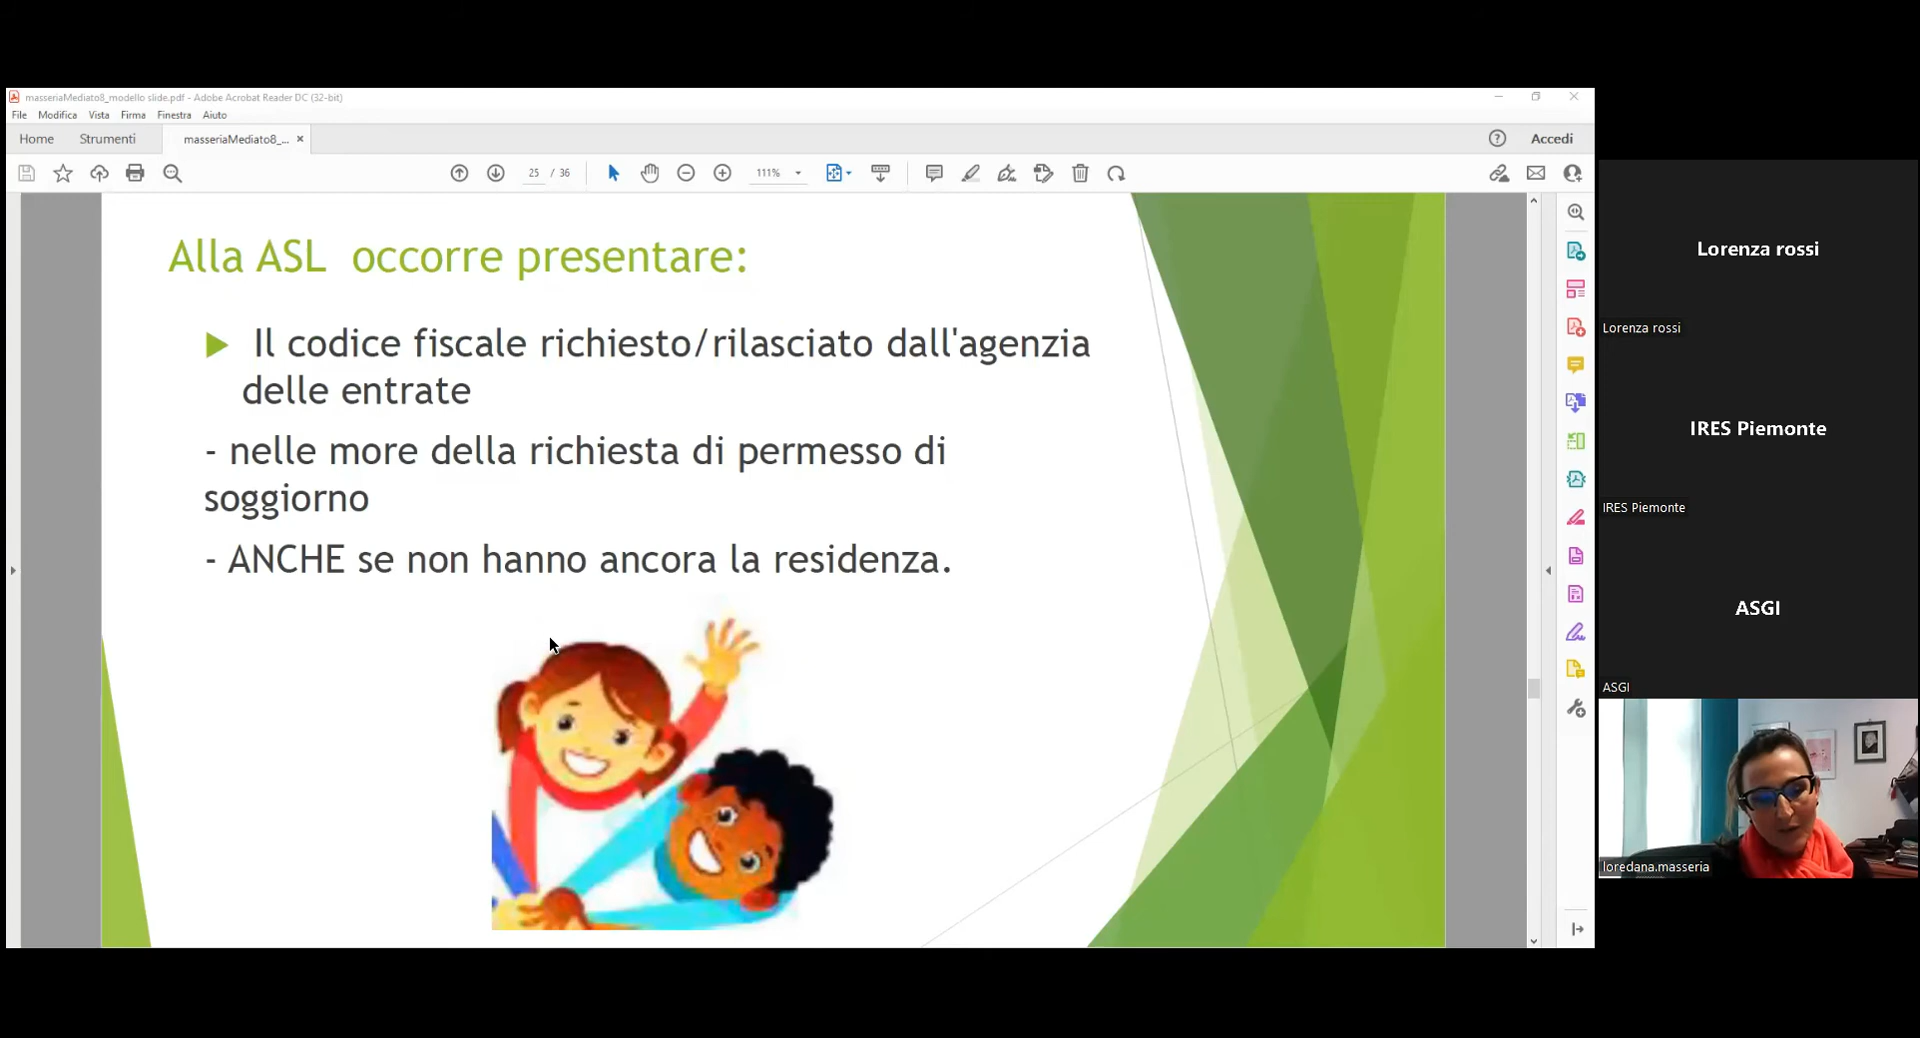 masseriaMediato8_modello slide.pdf - Adobe Acrobat Reader DC (32-bit)
File Modifica Vista Firma Finestra Aiuto
Home Strumenti masseriaMediato8_... × Accedi
25 / 36 111%
Alla ASL occorre presentare:
Il codice fiscale richiesto/rilasciato dall'agenzia
delle entrate
- nelle more della richiesta di permesso di
soggiorno
- ANCHE se non hanno ancora la residenza.
Lorenza rossi
Lorenza rossi
IRES Piemonte
IRES Piemonte
ASGI
ASGI
loredana.masseria